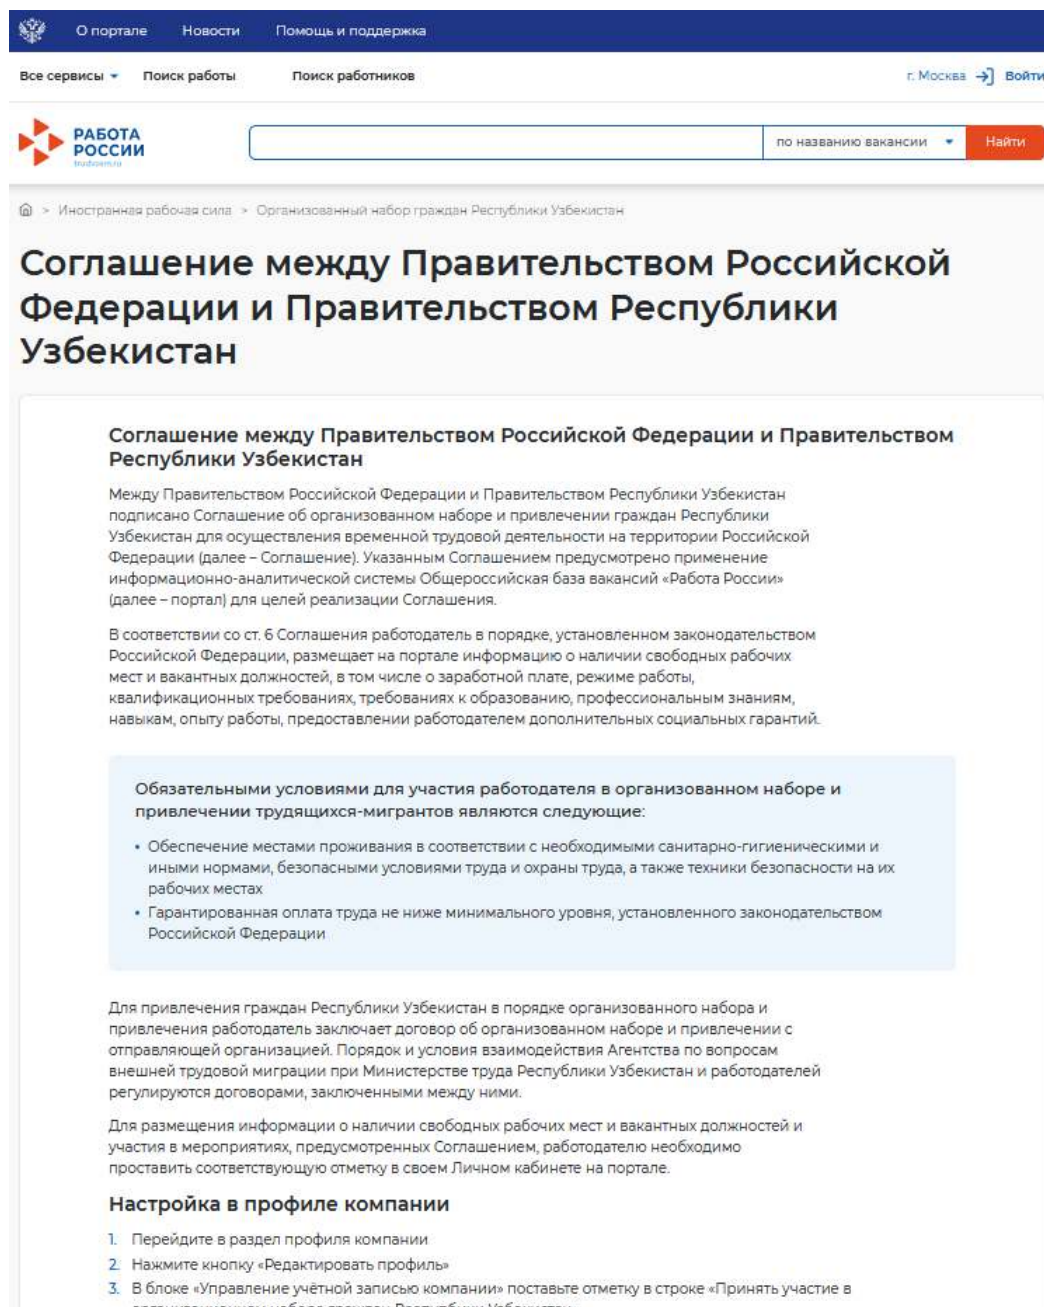 О портале Новости Помощь и поддержка
Все сервисы Поиск работы Поиск работников г. Москва Войти
РАБОТА
РОССИИ
trudvsem.ru
по названию вакансии Найти
> Иностранная рабочая сила > Организованный набор граждан Республики Узбекистан
Соглашение между Правительством Российской
Федерации и Правительством Республики
Узбекистан
Соглашение между Правительством Российской Федерации и Правительством
Республики Узбекистан
Между Правительством Российской Федерации и Правительством Республики Узбекистан
подписано Соглашение об организованном наборе и привлечении граждан Республики
Узбекистан для осуществления временной трудовой деятельности на территории Российской
Федерации (далее – Соглашение). Указанным Соглашением предусмотрено применение
информационно-аналитической системы Общероссийская база вакансий «Работа России»
(далее – портал) для целей реализации Соглашения.
В соответствии со ст. 6 Соглашения работодатель в порядке, установленном законодательством
Российской Федерации, размещает на портале информацию о наличии свободных рабочих
мест и вакантных должностей, в том числе о заработной плате, режиме работы,
квалификационных требованиях, требованиях к образованию, профессиональным знаниям,
навыкам, опыту работы, предоставлении работодателем дополнительных социальных гарантий.
Обязательными условиями для участия работодателя в организованном наборе и
привлечении трудящихся-мигрантов являются следующие:
• Обеспечение местами проживания в соответствии с необходимыми санитарно-гигиеническими и
иными нормами, безопасными условиями труда и охраны труда, а также техники безопасности на их
рабочих местах
• Гарантированная оплата труда не ниже минимального уровня, установленного законодательством
Российской Федерации
Для привлечения граждан Республики Узбекистан в порядке организованного набора и
привлечения работодатель заключает договор об организованном наборе и привлечении с
отправляющей организацией. Порядок и условия взаимодействия Агентства по вопросам
внешней трудовой миграции при Министерстве труда Республики Узбекистан и работодателей
регулируются договорами, заключенными между ними.
Для размещения информации о наличии свободных рабочих мест и вакантных должностей и
участия в мероприятиях, предусмотренных Соглашением, работодателю необходимо
проставить соответствующую отметку в своем Личном кабинете на портале.
Настройка в профиле компании
1. Перейдите в раздел профиля компании
2. Нажмите кнопку «Редактировать профиль»
3. В блоке «Управление учётной записью компании» поставьте отметку в строке «Принять участие в